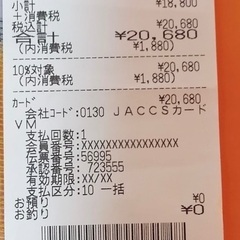 小計 ¥18,800
＋消費税 ¥1,880
税込計 ¥20,680
合計 ¥20,680
(内消費税 ¥1,880)
10%対象 ¥20,680
(内消費税 ¥1,880)
カード ¥20,680
会社コード:0130 JACCSカード
VM
支払回数:1
会員番号:XXXXXXXXXXXXXXXX
伝票番号:56995
承認番号:723555
有効期限:XX/XX
支払区分:10 一括
お預り ¥0
お釣り ¥0